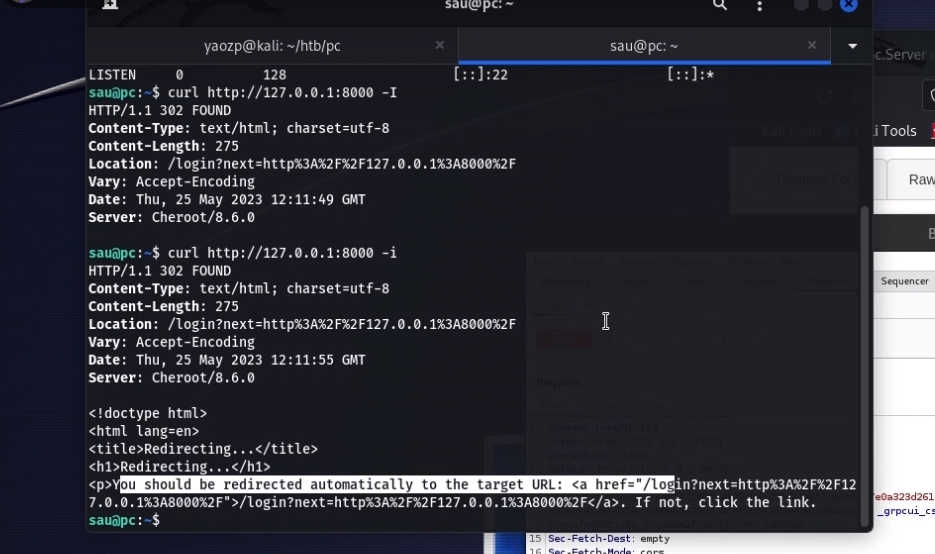 sau@pc: ~
yaozp@kali: ~/htb/pc
sau@pc: ~
LISTEN 0 128 [::]:22 [::]:*
sau@pc:~$ curl http://127.0.0.1:8000 -I
HTTP/1.1 302 FOUND
Content-Type: text/html; charset=utf-8
Content-Length: 275
Location: /login?next=http%3A%2F%2F127.0.0.1%3A8000%2F
Vary: Accept-Encoding
Date: Thu, 25 May 2023 12:11:49 GMT
Server: Cheroot/8.6.0
sau@pc:~$ curl http://127.0.0.1:8000 -i
HTTP/1.1 302 FOUND
Content-Type: text/html; charset=utf-8
Content-Length: 275
Location: /login?next=http%3A%2F%2F127.0.0.1%3A8000%2F
Vary: Accept-Encoding
Date: Thu, 25 May 2023 12:11:55 GMT
Server: Cheroot/8.6.0
<!doctype html>
<html lang=en>
<title>Redirecting...</title>
<h1>Redirecting...</h1>
<p>You should be redirected automatically to the target URL: <a href="/login?next=http%3A%2F%2F12
7.0.0.1%3A8000%2F">/login?next=http%3A%2F%2F127.0.0.1%3A8000%2F</a>. If not, click the link.
sau@pc:~$
c.Server
Kali Linux
li Tools
Request Form
Raw
Sequencer
Request
e0a323d261
_grpcui_cs
15 Sec-Fetch-Dest: empty
16 Sec-Fetch-Mode: cors